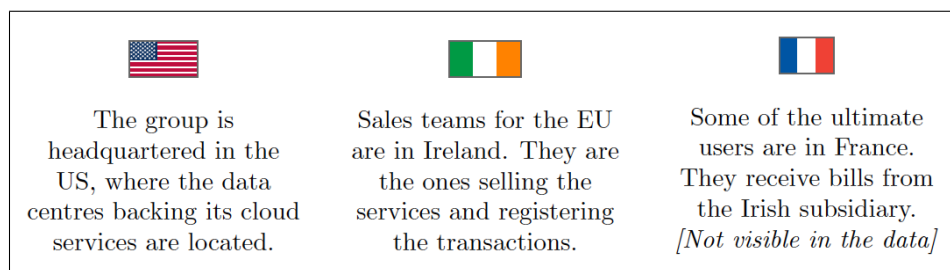 The group is
headquartered in the
US, where the data
centres backing its cloud
services are located.
Sales teams for the EU
are in Ireland. They are
the ones selling the
services and registering
the transactions.
Some of the ultimate
users are in France.
They receive bills from
the Irish subsidiary.
[Not visible in the data]